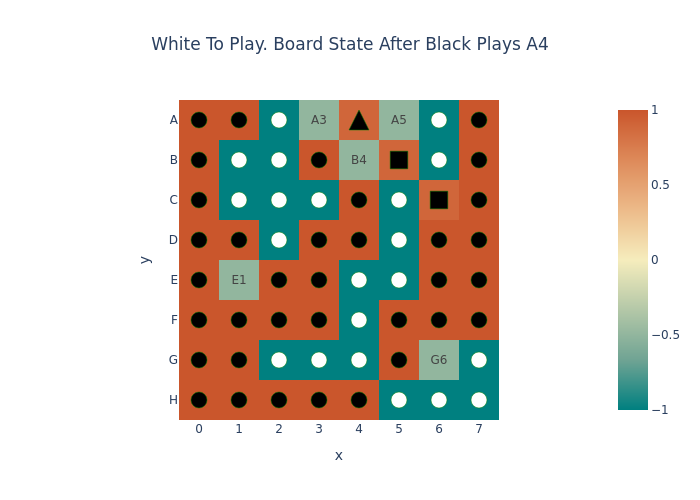 White To Play. Board State After Black Plays A4
A A3 A5
B B4
C
D
E E1
F
G G6
H
0 1 2 3 4 5 6 7
x
y
1
0.5
0
−0.5
−1